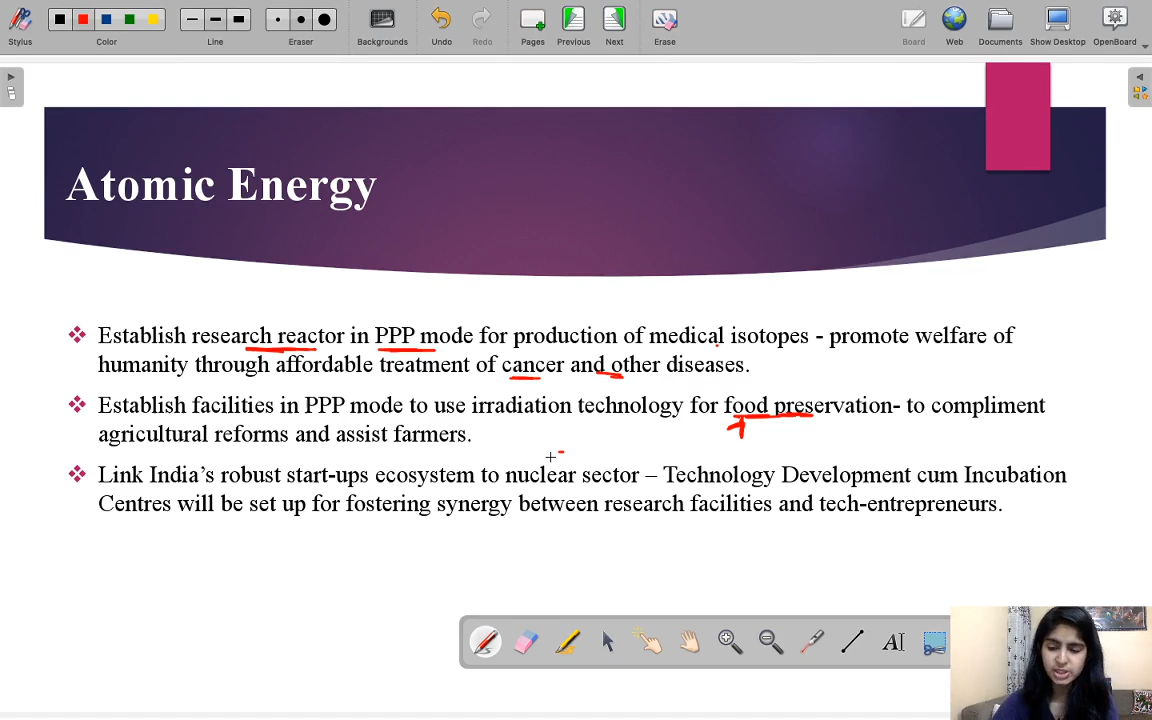 Stylus Color Line Eraser Backgrounds Undo Redo Pages Previous Next Erase Board Web Documents Show Desktop OpenBoard
Atomic Energy
Establish research reactor in PPP mode for production of medical isotopes - promote welfare of
humanity through affordable treatment of cancer and other diseases.
Establish facilities in PPP mode to use irradiation technology for food preservation- to compliment
agricultural reforms and assist farmers.
Link India’s robust start-ups ecosystem to nuclear sector – Technology Development cum Incubation
Centres will be set up for fostering synergy between research facilities and tech-entrepreneurs.
AI